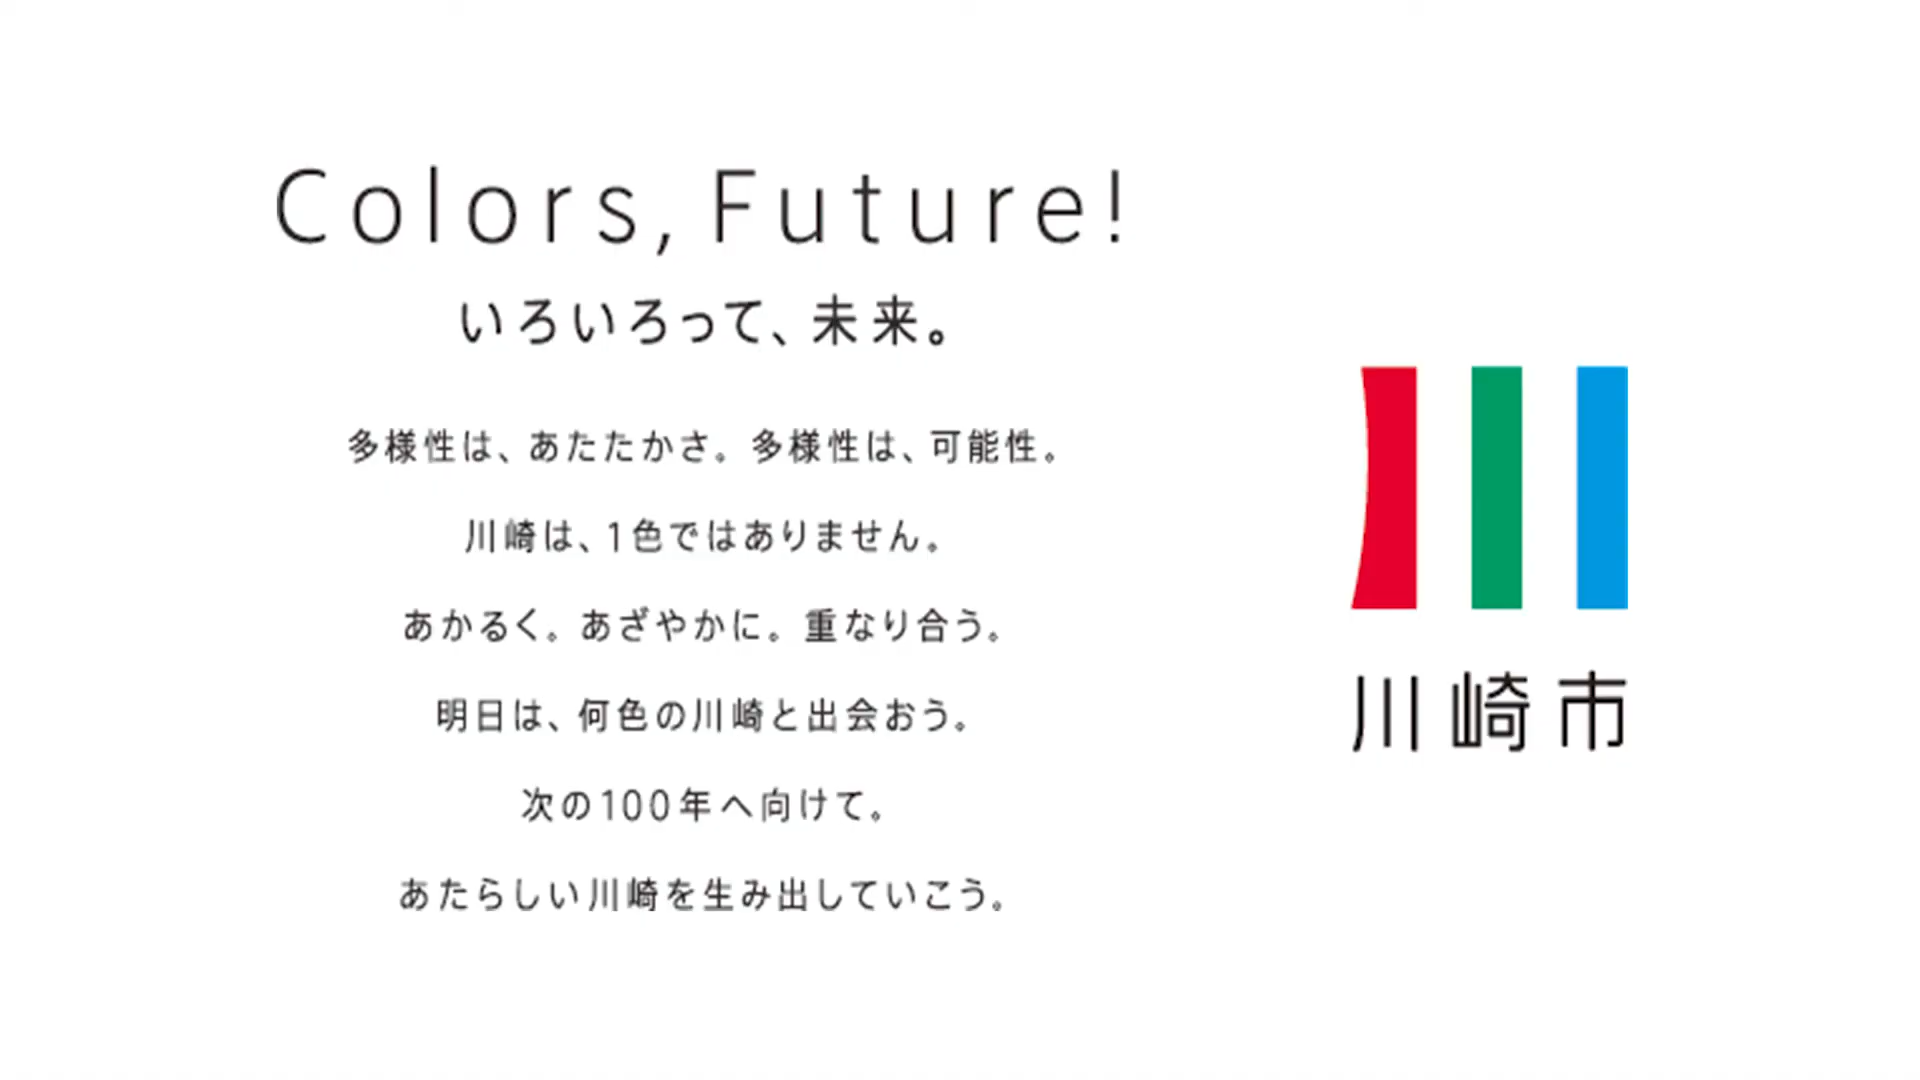 Colors, Future!
いろいろって、未来。
多様性は、あたたかさ。多様性は、可能性。
川崎は、1色ではありません。
あかるく。あざやかに。重なり合う。
明日は、何色の川崎と出会おう。
次の100年へ向けて。
あたらしい川崎を生み出していこう。
川崎市